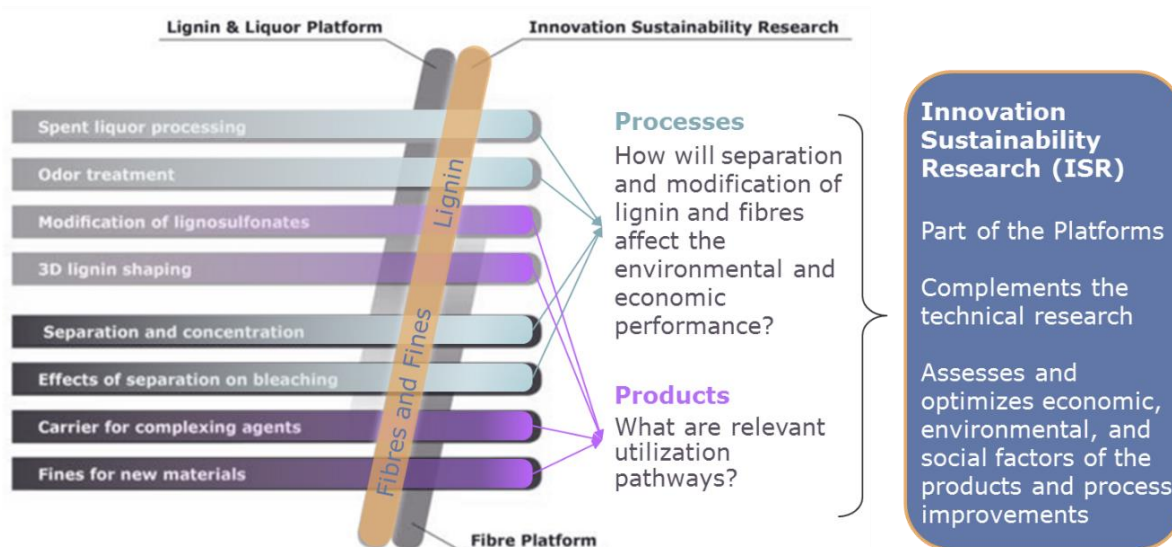 Lignin & Liquor Platform
Innovation Sustainability Research
Spent liquor processing
Odor treatment
Modification of lignosulfonates
3D lignin shaping
Separation and concentration
Effects of separation on bleaching
Carrier for complexing agents
Fines for new materials
Lignin
Fibres and Fines
Fibre Platform
Processes
How will separation
and modification of
lignin and fibres
affect the
environmental and
economic
performance?
Products
What are relevant
utilization
pathways?
Innovation
Sustainability
Research (ISR)
Part of the Platforms
Complements the
technical research
Assesses and
optimizes economic,
environmental, and
social factors of the
products and process
improvements